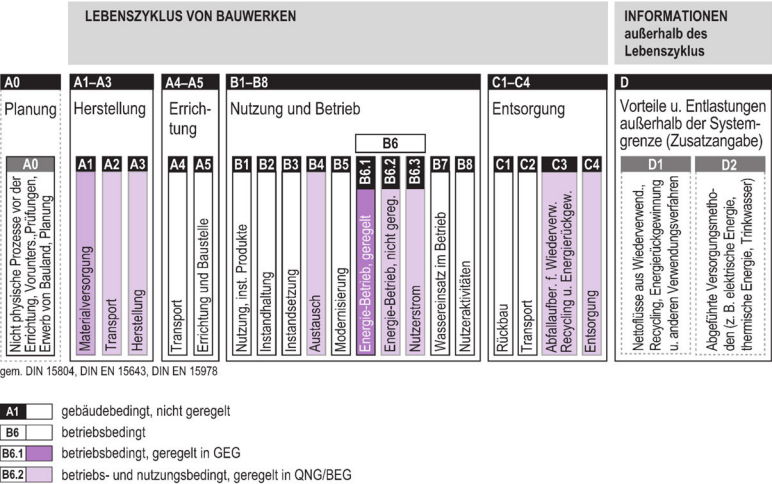 LEBENSZYKLUS VON BAUWERKEN
INFORMATIONEN
außerhalb des
Lebenszyklus
A0
Planung
A1–A3
Herstellung
A4–A5
Errich-
tung
B1–B8
Nutzung und Betrieb
C1–C4
Entsorgung
D
Vorteile u. Entlastungen
außerhalb der System-
grenze (Zusatzangabe)
A0
Nicht physische Prozesse vor der
Errichtung, Vorunters., Prüfungen,
Erwerb von Bauland, Planung
A1
Materialversorgung
A2
Transport
A3
Herstellung
A4
Transport
A5
Errichtung und Baustelle
B1
Nutzung, inst. Produkte
B2
Instandhaltung
B3
Instandsetzung
B4
Austausch
B5
Modernisierung
B6
B6.1
Energie-Betrieb, geregelt
B6.2
Energie-Betrieb, nicht gereg.
B6.3
Nutzerstrom
B7
Wassereinsatz im Betrieb
B8
Nutzeraktivitäten
C1
Rückbau
C2
Transport
C3
Abfallaufber. f. Wiederverw.
Recycling u. Energierückgew.
C4
Entsorgung
D1
Nettoflüsse aus Wiederverwend.,
Recycling, Energierückgewinnung
u. anderen Verwendungsverfahren
D2
Abgeführte Versorgungsmetho-
den (z. B. elektrische Energie,
thermische Energie, Trinkwasser)
gem. DIN 15804, DIN EN 15643, DIN EN 15978
A1 gebäudebedingt, nicht geregelt
B6 betriebsbedingt
B6.1 betriebsbedingt, geregelt in GEG
B6.2 betriebs- und nutzungsbedingt, geregelt in QNG/BEG